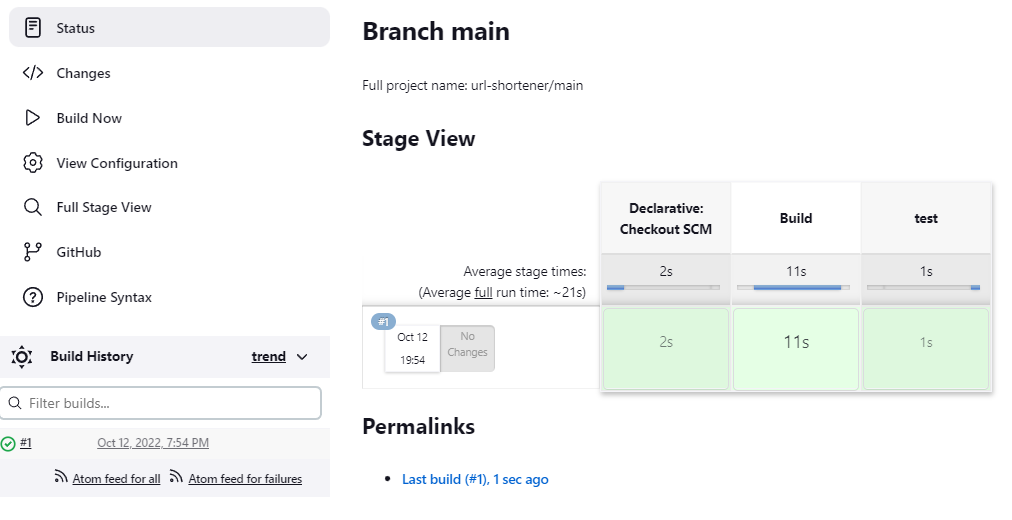 Status
Changes
Build Now
View Configuration
Full Stage View
GitHub
Pipeline Syntax
Build History
trend
Filter builds...
#1
Oct 12, 2022, 7:54 PM
Atom feed for all
Atom feed for failures
Branch main
Full project name: url-shortener/main
Stage View
Declarative:
Checkout SCM
Build
test
Average stage times:
(Average full run time: ~21s)
2s
11s
1s
#1
Oct 12
19:54
No
Changes
2s
11s
1s
Permalinks
Last build (#1), 1 sec ago